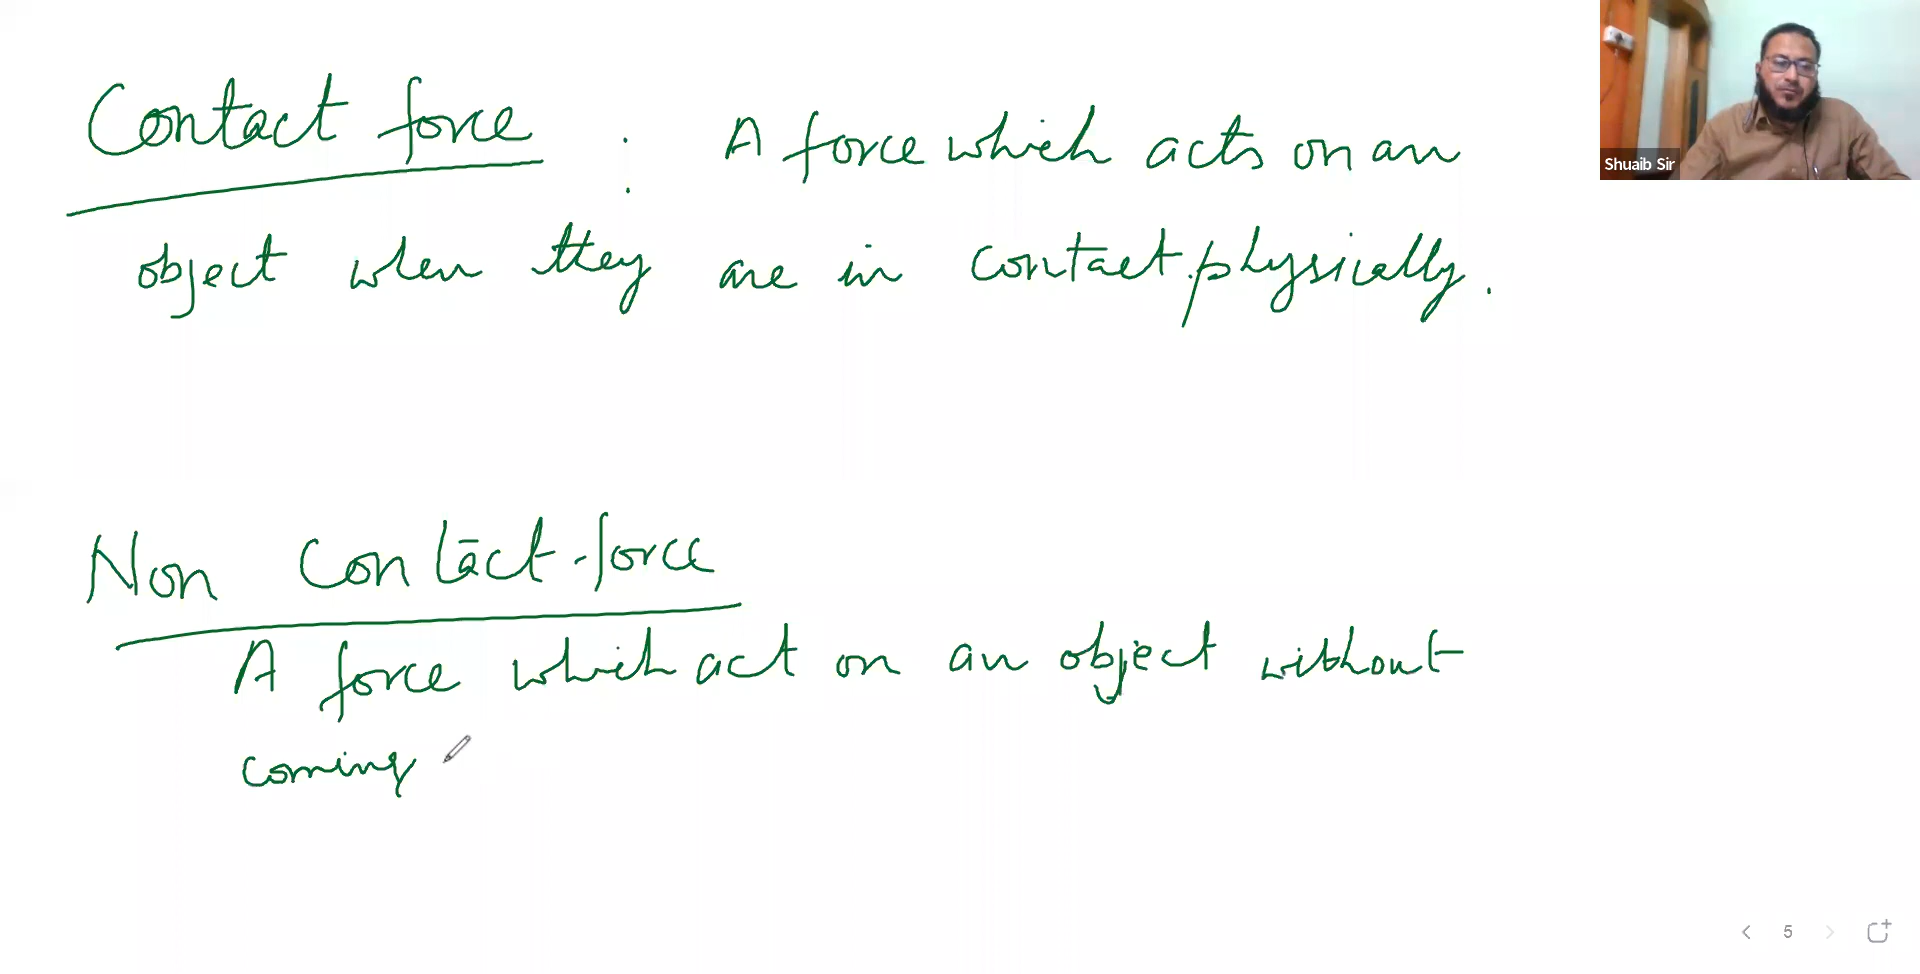 Contact force : A force which acts on an
object when they are in contact physically.
Non Contact force
A force which act on an object without
coming
Shuaib Sir
5